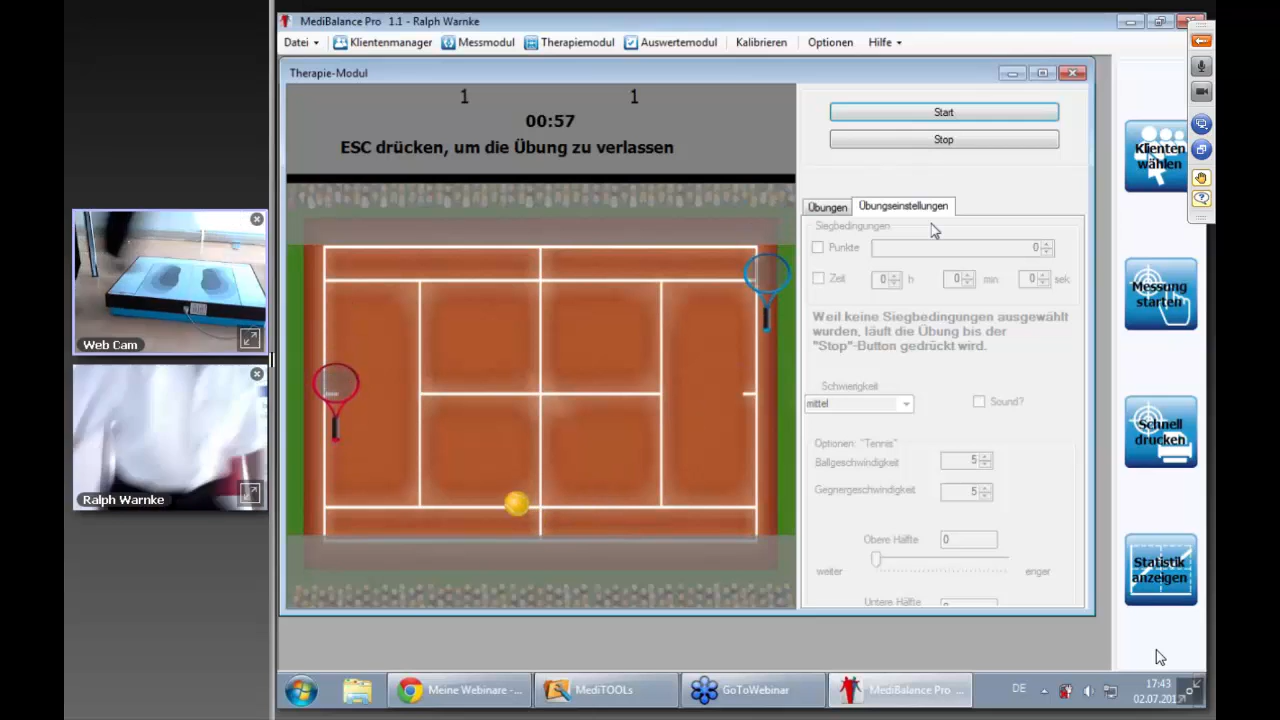 MediBalance Pro 1.1 - Ralph Warnke
Datei Klientenmanager Messmodul Therapiemodul Auswertemodul Kalibrieren Optionen Hilfe
Therapie-Modul
1 1
00:57
ESC drücken, um die Übung zu verlassen
Start
Stop
Übungen Übungseinstellungen
Siegbedingungen
Punkte 0
Zeit 0 h 0 min 0 sek
Weil keine Siegbedingungen ausgewählt
wurden, läuft die Übung bis der
"Stop"-Button gedrückt wird.
Schwierigkeit
mittel Sound?
Optionen: "Tennis"
Ballgeschwindigkeit 5
Gegnergeschwindigkeit 5
Obere Hälfte 0
weiter enger
Untere Hälfte
Klienten
wählen
Messung
starten
Schnell
drucken
Statistik
anzeigen
Web Cam
Ralph Warnke
Meine Webinare - ...
MediTOOLs
GoToWebinar
MediBalance Pro ...
DE
17:43